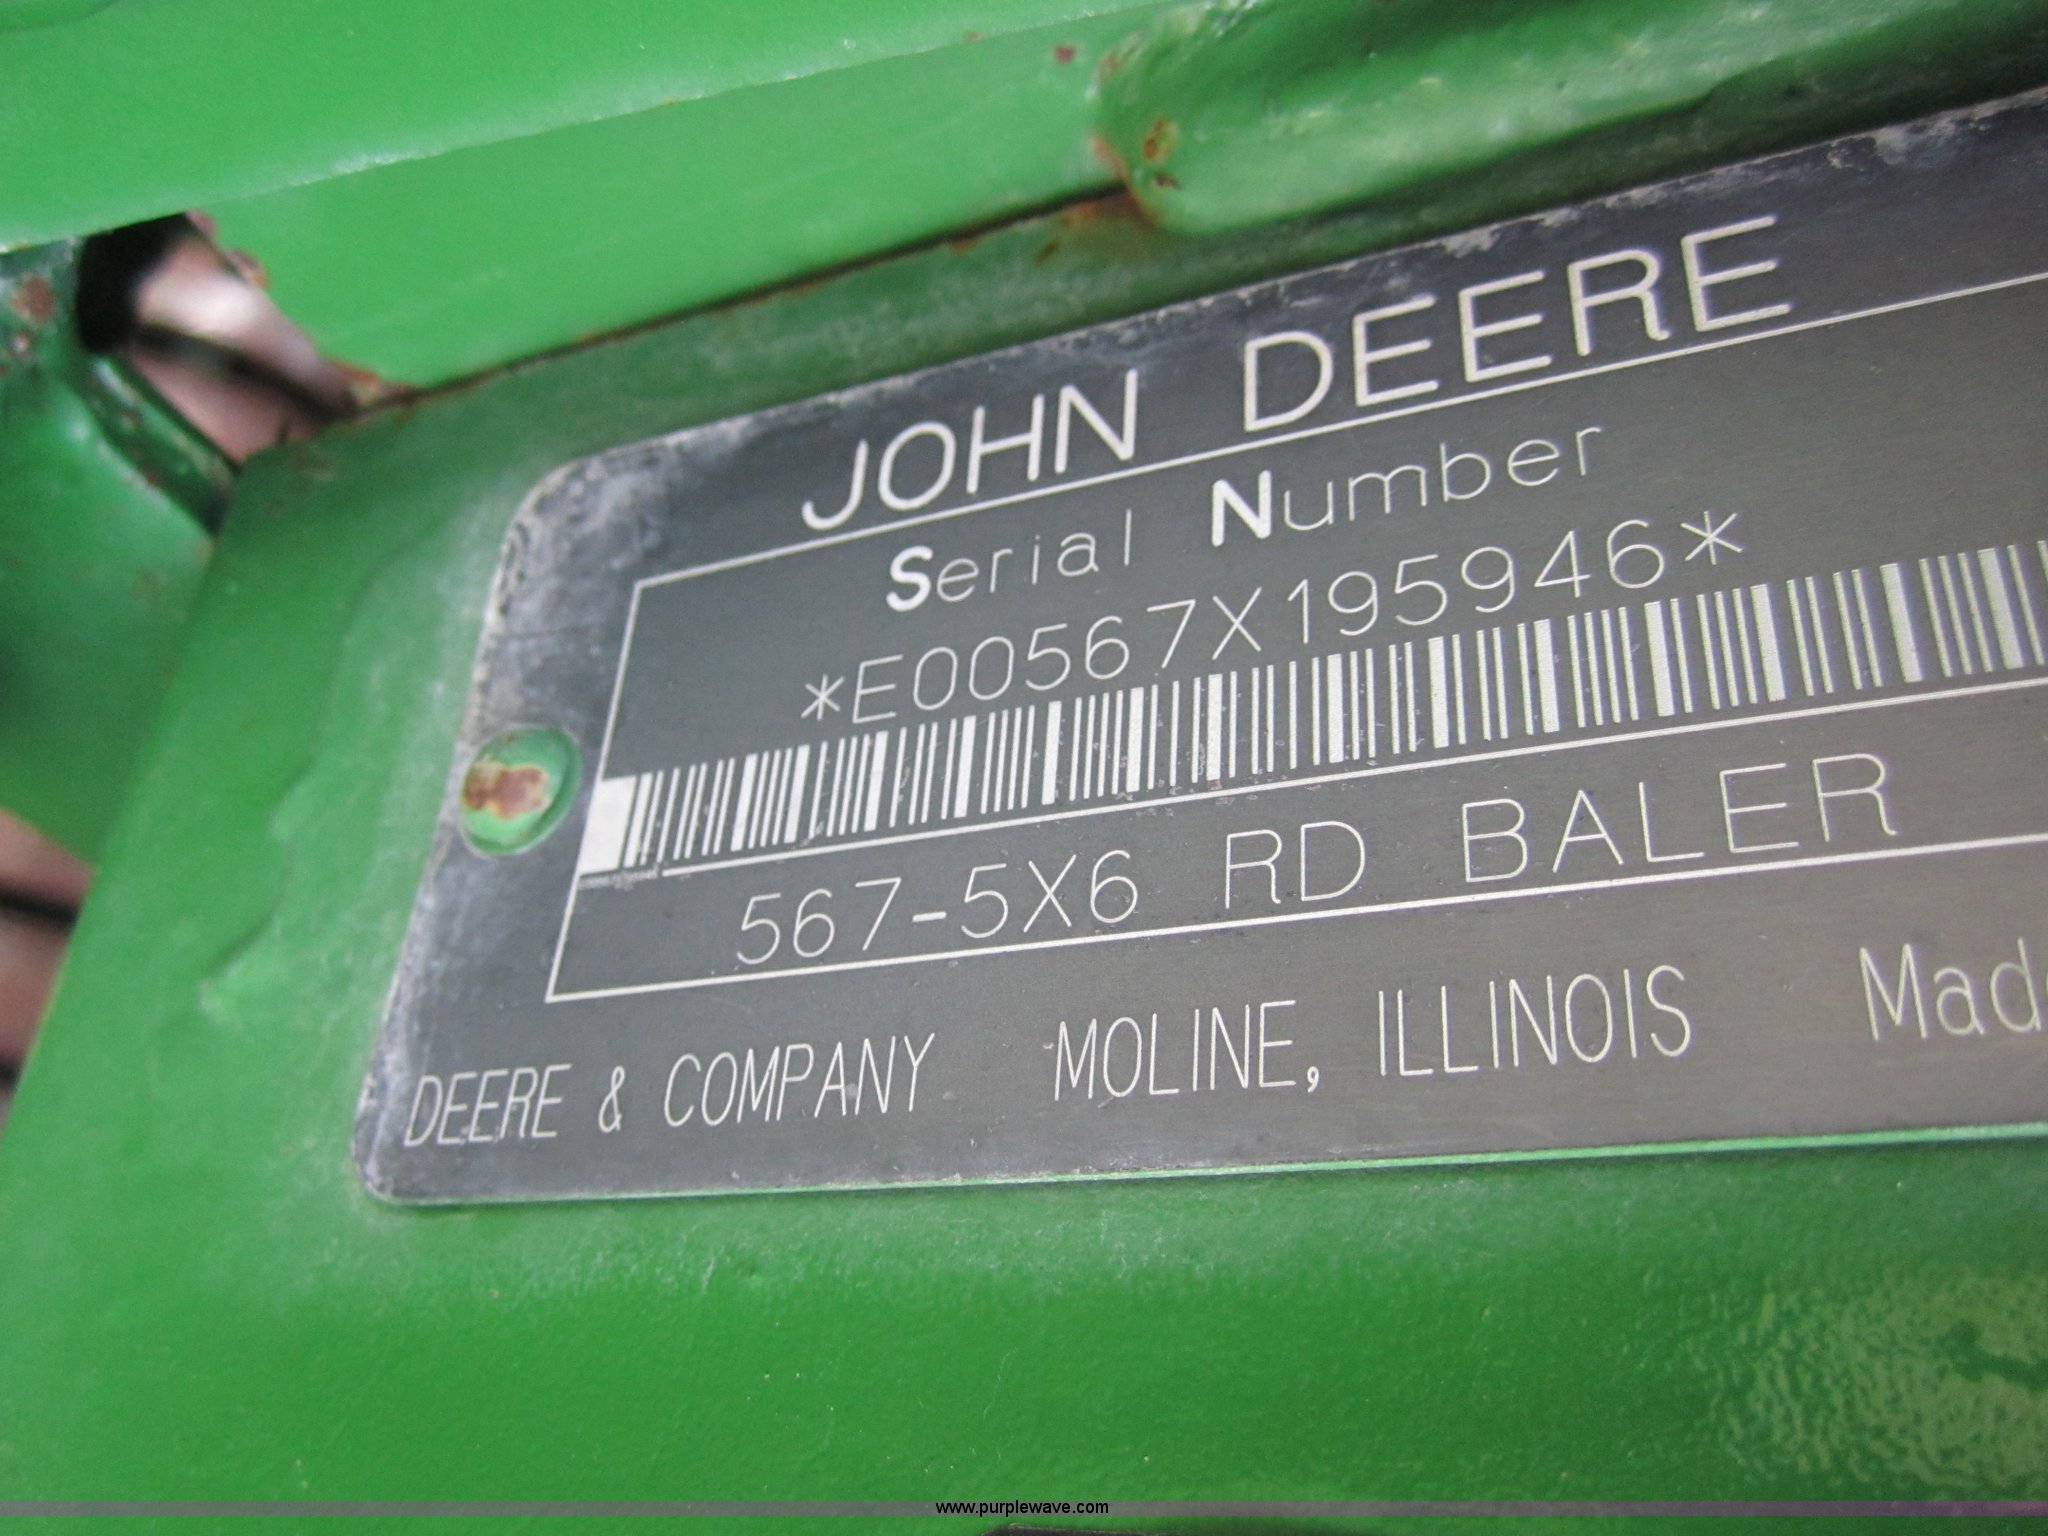 JOHN DEERE
Serial Number
*E00567X195946*
567-5X6 RD BALER
DEERE & COMPANY MOLINE, ILLINOIS
www.purplewave.com